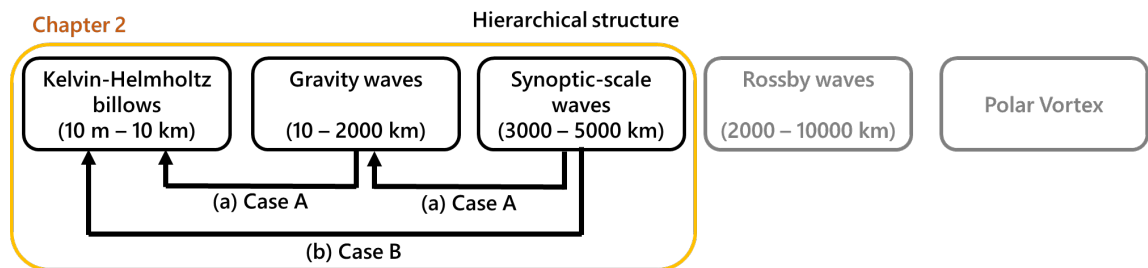 Chapter 2
Hierarchical structure
Kelvin-Helmholtz
billows
(10 m – 10 km)
Gravity waves
(10 – 2000 km)
Synoptic-scale
waves
(3000 – 5000 km)
Rossby waves
(2000 – 10000 km)
Polar Vortex
(a) Case A
(a) Case A
(b) Case B